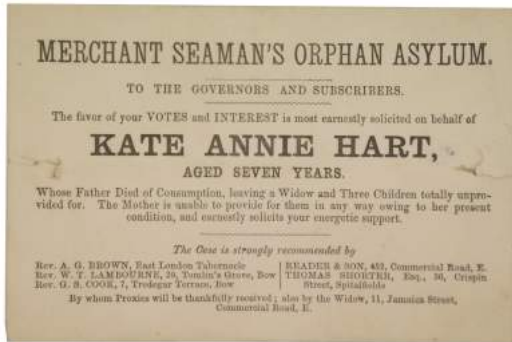 MERCHANT SEAMAN'S ORPHAN ASYLUM.
TO THE GOVERNORS AND SUBSCRIBERS.
The favor of your VOTES and INTEREST is most earnestly solicited on behalf of
KATE ANNIE HART,
AGED SEVEN YEARS.
Whose Father Died of Consumption, leaving a Widow and Three Children totally unpro-
vided for. The Mother is unable to provide for them in any way owing to her present
condition, and earnestly solicits your energetic support.
The Case is strongly recommended by
Rev. A. G. BROWN, East London Tabernacle
Rev. W. T. LAMBOURNE, 20, Tomlin's Grove, Bow
Rev. G. S. COOK, 7, Tredegar Terrace, Bow
READER & SON, 452, Commercial Road, E.
THOMAS SHORTER, Esq., 36, Crispin
Street, Spitalfields
By whom Proxies will be thankfully received; also by the Widow, 11, Jamaica Street,
Commercial Road, E.